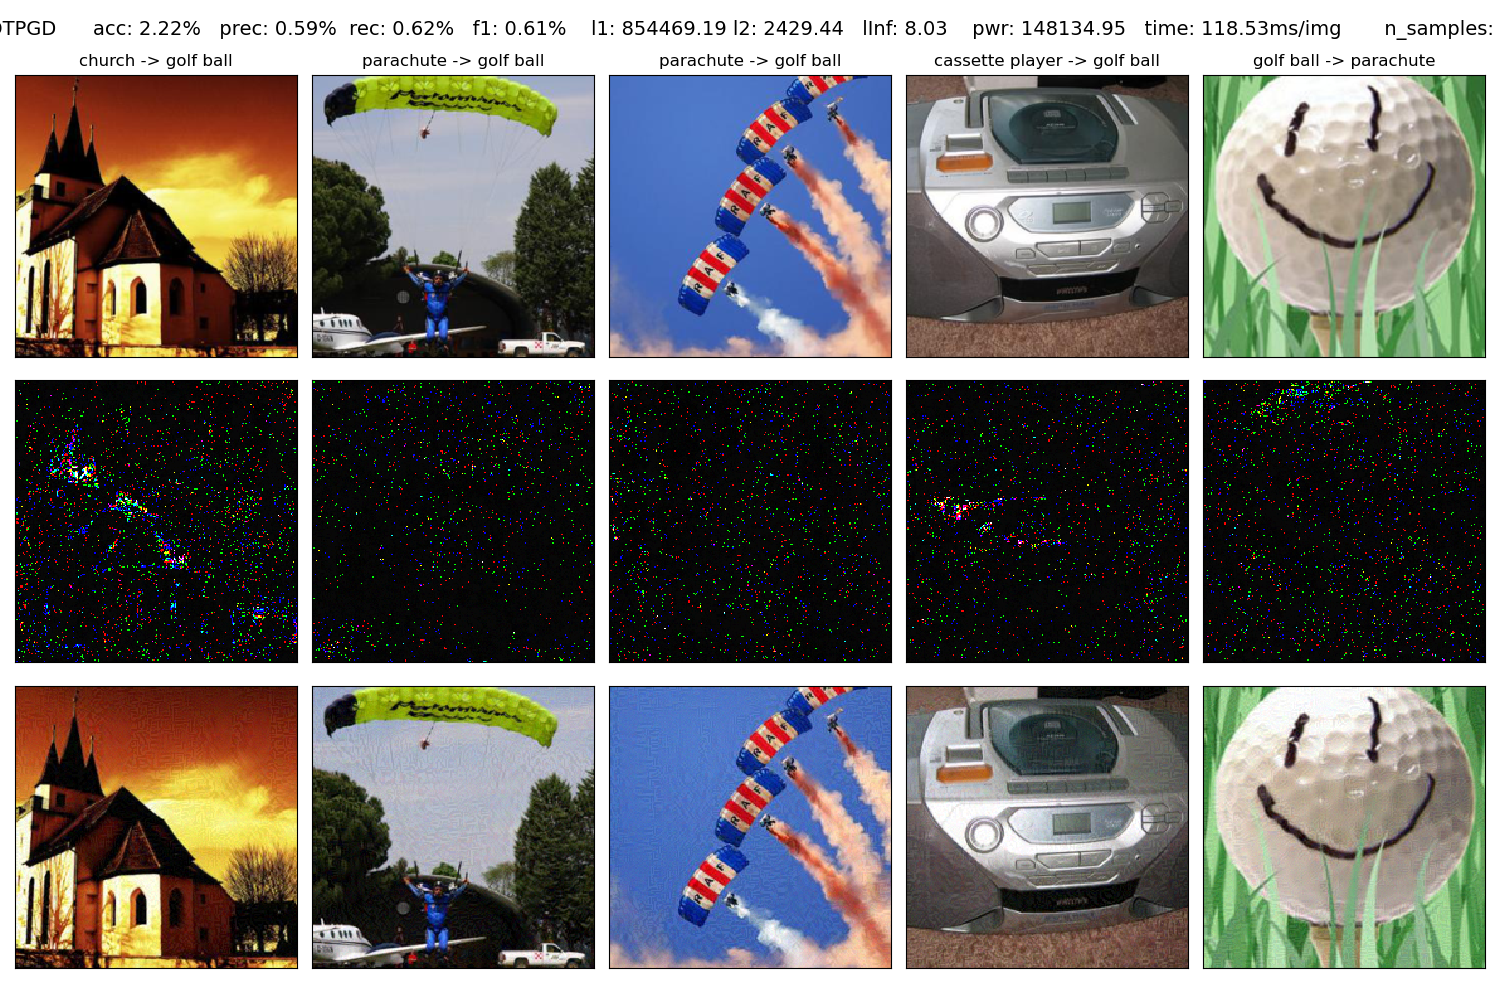 OTPGD acc: 2.22% prec: 0.59% rec: 0.62% f1: 0.61% l1: 854469.19 l2: 2429.44 lInf: 8.03 pwr: 148134.95 time: 118.53ms/img n_samples:
church -> golf ball
parachute -> golf ball
parachute -> golf ball
cassette player -> golf ball
golf ball -> parachute
R A F
R A F
R A F
R A F
R A F
R A F